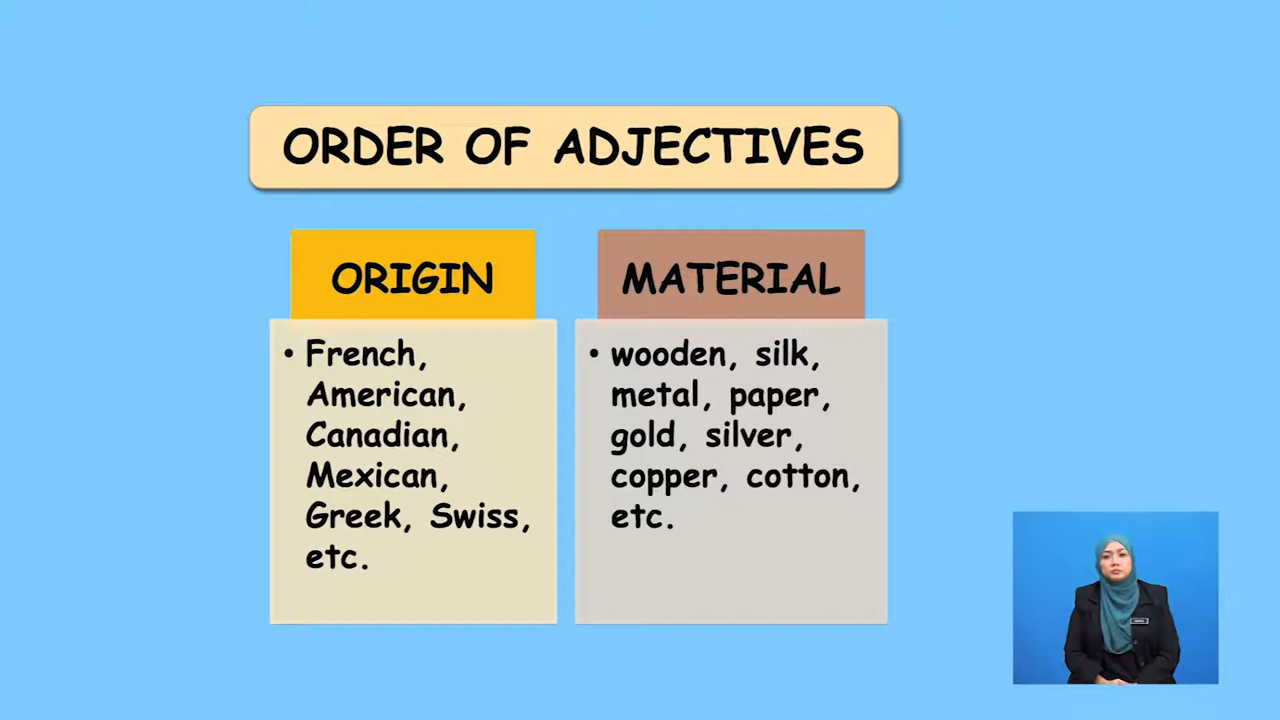 ORDER OF ADJECTIVES
ORIGIN
• French,
American,
Canadian,
Mexican,
Greek, Swiss,
etc.
MATERIAL
• wooden, silk,
metal, paper,
gold, silver,
copper, cotton,
etc.